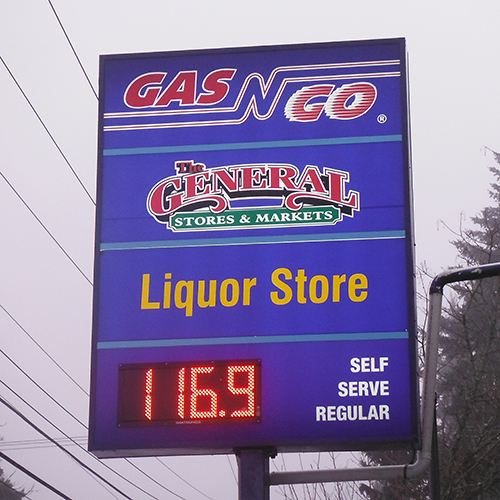 GAS N GO ®
The
GENERAL
STORES & MARKETS
Liquor Store
116.9
SELF
SERVE
REGULAR